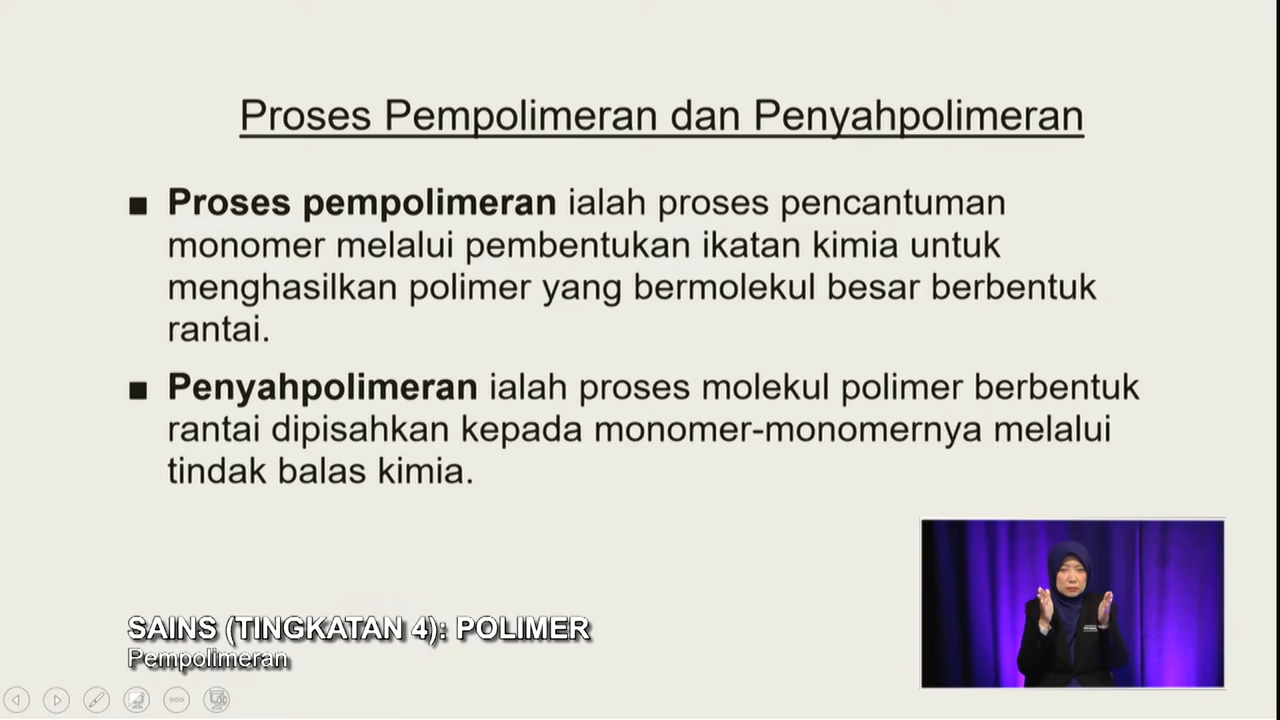 Proses Pempolimeran dan Penyahpolimeran
■ Proses pempolimeran ialah proses pencantuman
monomer melalui pembentukan ikatan kimia untuk
menghasilkan polimer yang bermolekul besar berbentuk
rantai.
■ Penyahpolimeran ialah proses molekul polimer berbentuk
rantai dipisahkan kepada monomer-monomernya melalui
tindak balas kimia.
SAINS (TINGKATAN 4): POLIMER
Pempolimeran